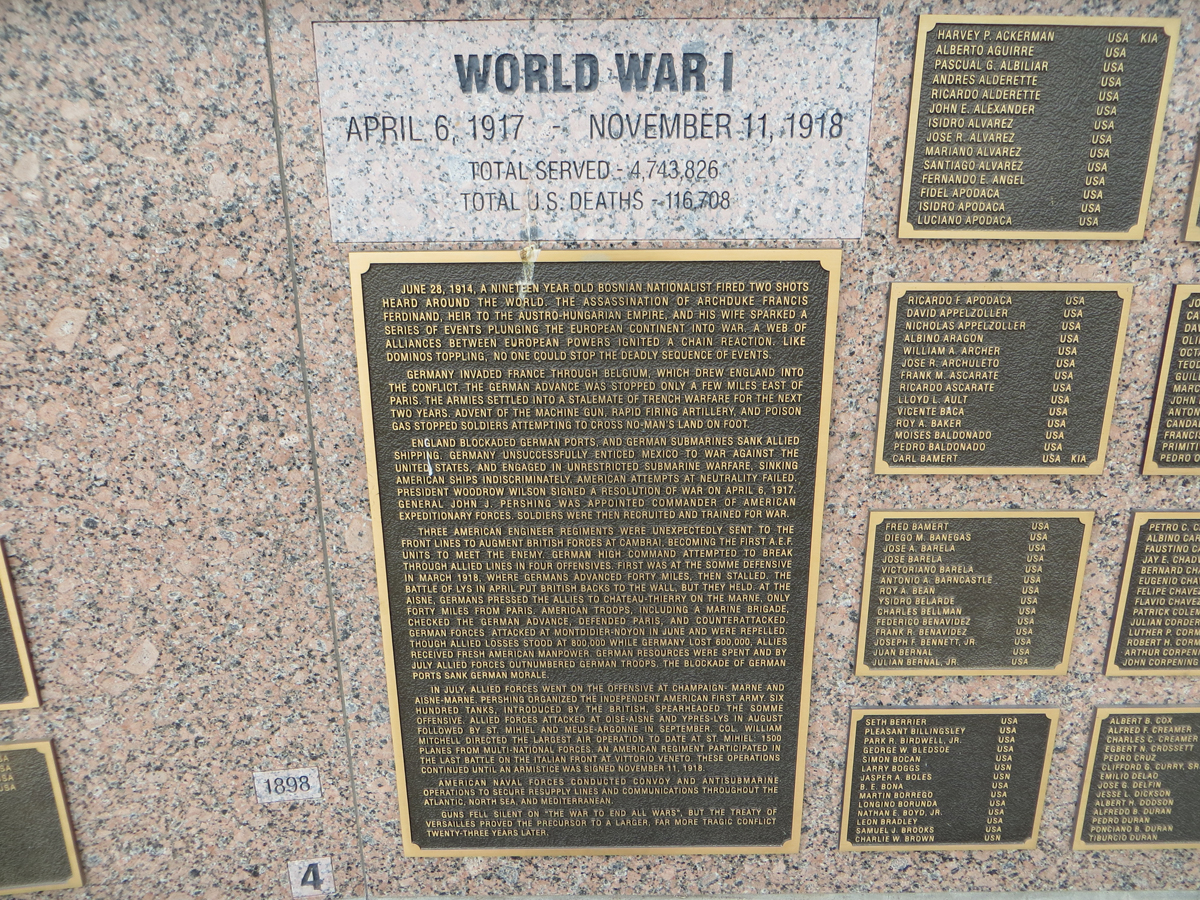 WORLD WAR I
APRIL 6, 1917 - NOVEMBER 11, 1918
TOTAL SERVED - 4,743,826
TOTAL U.S. DEATHS - 116,708
JUNE 28, 1914, A NINETEEN YEAR OLD BOSNIAN NATIONALIST FIRED TWO SHOTS
HEARD AROUND THE WORLD. THE ASSASSINATION OF ARCHDUKE FRANCIS
FERDINAND, HEIR TO THE AUSTRO-HUNGARIAN EMPIRE, AND HIS WIFE SPARKED A
SERIES OF EVENTS PLUNGING THE EUROPEAN CONTINENT INTO WAR. A WEB OF
ALLIANCES BETWEEN EUROPEAN POWERS IGNITED A CHAIN REACTION. LIKE
DOMINOS TOPPLING, NO ONE COULD STOP THE DEADLY SEQUENCE OF EVENTS.
GERMANY INVADED FRANCE THROUGH BELGIUM, WHICH DREW ENGLAND INTO
THE CONFLICT. THE GERMAN ADVANCE WAS STOPPED ONLY A FEW MILES EAST OF
PARIS. THE ARMIES SETTLED INTO A STALEMATE OF TRENCH WARFARE FOR THE NEXT
TWO YEARS. ADVENT OF THE MACHINE GUN, RAPID FIRING ARTILLERY, AND POISON
GAS STOPPED SOLDIERS ATTEMPTING TO CROSS NO-MAN'S LAND ON FOOT.
ENGLAND BLOCKADED GERMAN PORTS, AND GERMAN SUBMARINES SANK ALLIED
SHIPPING. GERMANY UNSUCCESSFULLY ENTICED MEXICO TO WAR AGAINST THE
UNITED STATES, AND ENGAGED IN UNRESTRICTED SUBMARINE WARFARE, SINKING
AMERICAN SHIPS INDISCRIMINATELY. AMERICAN ATTEMPTS AT NEUTRALITY FAILED.
PRESIDENT WOODROW WILSON SIGNED A RESOLUTION OF WAR ON APRIL 6, 1917.
GENERAL JOHN J. PERSHING WAS APPOINTED COMMANDER OF AMERICAN
EXPEDITIONARY FORCES. SOLDIERS WERE THEN RECRUITED AND TRAINED FOR WAR.
THREE AMERICAN ENGINEER REGIMENTS WERE UNEXPECTEDLY SENT TO THE
FRONT LINES TO AUGMENT BRITISH FORCES AT CAMBRAI, BECOMING THE FIRST A.E.F.
UNITS TO MEET THE ENEMY. GERMAN HIGH COMMAND ATTEMPTED TO BREAK
THROUGH ALLIED LINES IN FOUR OFFENSIVES. FIRST WAS AT THE SOMME DEFENSIVE
IN MARCH 1918, WHERE GERMANS ADVANCED FORTY MILES, THEN STALLED. THE
BATTLE OF LYS IN APRIL PUT BRITISH BACKS TO THE WALL, BUT THEY HELD. AT THE
AISNE, GERMANS PRESSED THE ALLIES TO CHATEAU-THIERRY ON THE MARNE, ONLY
FORTY MILES FROM PARIS. AMERICAN TROOPS, INCLUDING A MARINE BRIGADE,
CHECKED THE GERMAN ADVANCE, DEFENDED PARIS, AND COUNTERATTACKED.
GERMAN FORCES ATTACKED AT MONTDIDIER-NOYON IN JUNE AND WERE REPELLED.
THOUGH ALLIED LOSSES STOOD AT 800,000 WHILE GERMANY LOST 600,000, ALLIES
RECEIVED FRESH AMERICAN MANPOWER. GERMAN RESOURCES WERE SPENT AND BY
JULY ALLIED FORCES OUTNUMBERED GERMAN TROOPS. THE BLOCKADE OF GERMAN
PORTS SANK GERMAN MORALE.
IN JULY, ALLIED FORCES WENT ON THE OFFENSIVE AT CHAMPAIGN- MARNE AND
AISNE-MARNE. PERSHING ORGANIZED THE INDEPENDENT AMERICAN FIRST ARMY. SIX
HUNDRED TANKS, INTRODUCED BY THE BRITISH, SPEARHEADED THE SOMME
OFFENSIVE. ALLIED FORCES ATTACKED AT OISE-AISNE AND YPRES-LYS IN AUGUST
FOLLOWED BY ST. MIHIEL AND MEUSE-ARGONNE IN SEPTEMBER. COL. WILLIAM
MITCHELL DIRECTED THE LARGEST AIR OPERATION TO DATE AT ST. MIHIEL. 1500
PLANES FROM MULTI-NATIONAL FORCES. AN AMERICAN REGIMENT PARTICIPATED IN
THE LAST BATTLE ON THE ITALIAN FRONT AT VITTORIO VENETO. THESE OPERATIONS
CONTINUED UNTIL AN ARMISTICE WAS SIGNED NOVEMBER 11, 1918.
AMERICAN NAVAL FORCES CONDUCTED CONVOY AND ANTISUBMARINE
OPERATIONS TO SECURE RESUPPLY LINES AND COMMUNICATIONS THROUGHOUT THE
ATLANTIC, NORTH SEA, AND MEDITERRANEAN.
GUNS FELL SILENT ON "THE WAR TO END ALL WARS", BUT THE TREATY OF
VERSAILLES PROVED THE PRECURSOR TO A LARGER, FAR MORE TRAGIC CONFLICT
TWENTY-THREE YEARS LATER.
HARVEY P. ACKERMAN USA KIA
ALBERTO AGUIRRE USA
PASCUAL G. ALBILIAR USA
ANDRES ALDERETTE USA
RICARDO ALDERETTE USA
JOHN E. ALEXANDER USA
ISIDRO ALVAREZ USA
JOSE R. ALVAREZ USA
MARIANO ALVAREZ USA
SANTIAGO ALVAREZ USA
FERNANDO E. ANGEL USA
FIDEL APODACA USA
ISIDRO APODACA USA
LUCIANO APODACA USA
RICARDO F. APODACA USA
DAVID APPELZOLLER USA
NICHOLAS APPELZOLLER USA
ALBINO ARAGON USA
WILLIAM A. ARCHER USA
JOSE R. ARCHULETO USA
FRANK M. ASCARATE USA
RICARDO ASCARATE USA
LLOYD L. AULT USA
VICENTE BACA USA
ROY A. BAKER USA
MOISES BALDONADO USA
PEDRO BALDONADO USA
CARL BAMERT USA KIA
FRED BAMERT USA
DIEGO M. BANEGAS USA
JOSE A. BARELA USA
JOSE BARELA USA
VICTORIANO BARELA USA
ANTONIO A. BARNCASTLE USA
ROY A. BEAN USA
YSIDRO BELARDE USA
CHARLES BELLMAN USA
FEDERICO BENAVIDEZ USA
FRANK R. BENAVIDEZ USA
JOSEPH F. BENNETT, JR. USA
JUAN BERNAL USA
JULIAN BERNAL, JR. USA
SETH BERRIER USA
PLEASANT BILLINGSLEY USA
PARK R. BIRDWELL, JR. USA
GEORGE W. BLEDSOE USA
SIMON BOCAN USA
LARRY BOGGS USN
JASPER A. BOLES USN
B. E. BONA USA
MARTIN BORREGO USA
LONGINO BORUNDA USA
NATHAN E. BOYD, JR. USA
LEON BRADLEY USA
SAMUEL J. BROOKS USA
CHARLIE W. BROWN USN
PETRO C.
ALBINO
FAUSTINO
JAY E.
BERNARD
EUGENIO
FELIPE CHAVEZ
FLAVIO CHAVEZ
PATRICK
JULIAN
LUTHER P.
ROBERT H.
ARTHUR
JOHN
ALBERT B. COX
ALFRED F. CREAMER
CHARLES C. CREAMER
EGBERT N. CROSSETT
PEDRO CRUZ
CLIFFORD B. CURRY, SR
EMILIO DELAO
JOSE G. DELFIN
JESSE L. DICKSON
ALBERT H. DODSON
ALFREDO B. DURAN
PEDRO DURAN
PONCIANO B. DURAN
TIBURCIO DURAN
1898
4